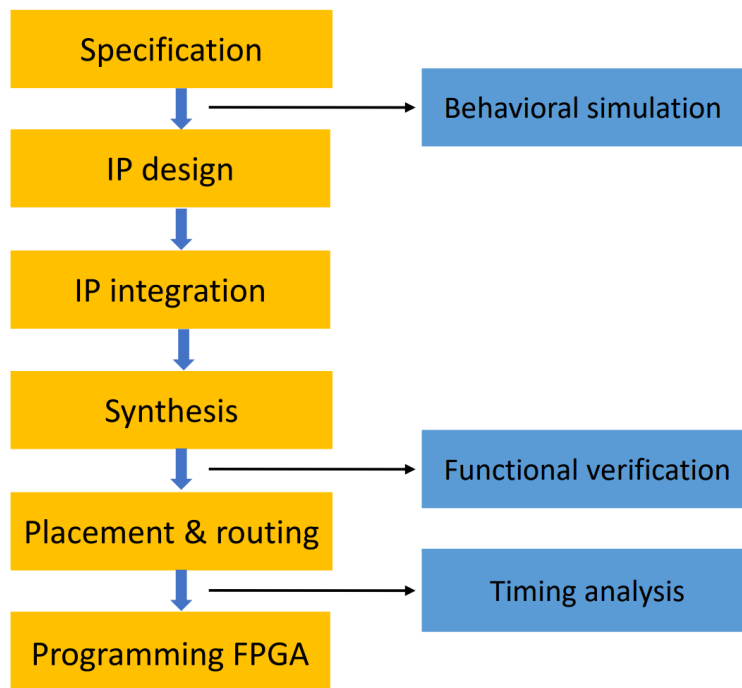 Specification
Behavioral simulation
IP design
IP integration
Synthesis
Functional verification
Placement & routing
Timing analysis
Programming FPGA